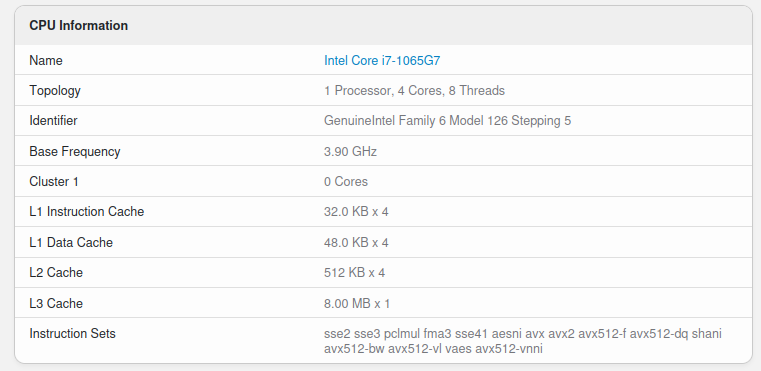 CPU Information
Name Intel Core i7-1065G7
Topology 1 Processor, 4 Cores, 8 Threads
Identifier GenuineIntel Family 6 Model 126 Stepping 5
Base Frequency 3.90 GHz
Cluster 1 0 Cores
L1 Instruction Cache 32.0 KB x 4
L1 Data Cache 48.0 KB x 4
L2 Cache 512 KB x 4
L3 Cache 8.00 MB x 1
Instruction Sets sse2 sse3 pclmul fma3 sse41 aesni avx avx2 avx512-f avx512-dq shani
avx512-bw avx512-vl vaes avx512-vnni